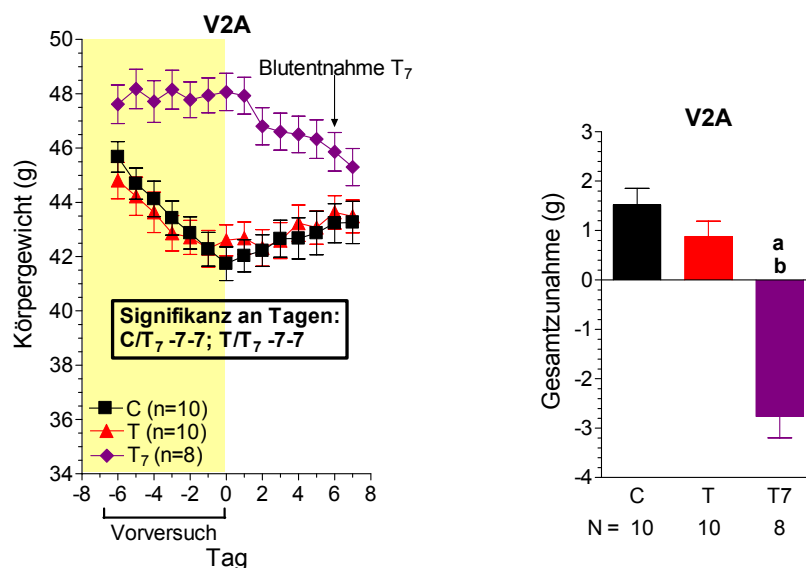 V2A
Körpergewicht (g)
50
48
46
44
42
40
38
36
34
Blutentnahme T₇
Signifikanz an Tagen:
C/T₇ -7-7; T/T₇ -7-7
C (n=10)
T (n=10)
T₇ (n=8)
-8 -6 -4 -2 0 2 4 6 8
Vorversuch
Tag
V2A
Gesamtzunahme (g)
3
2
1
0
-1
-2
-3
-4
a
b
C T T7
N = 10 10 8